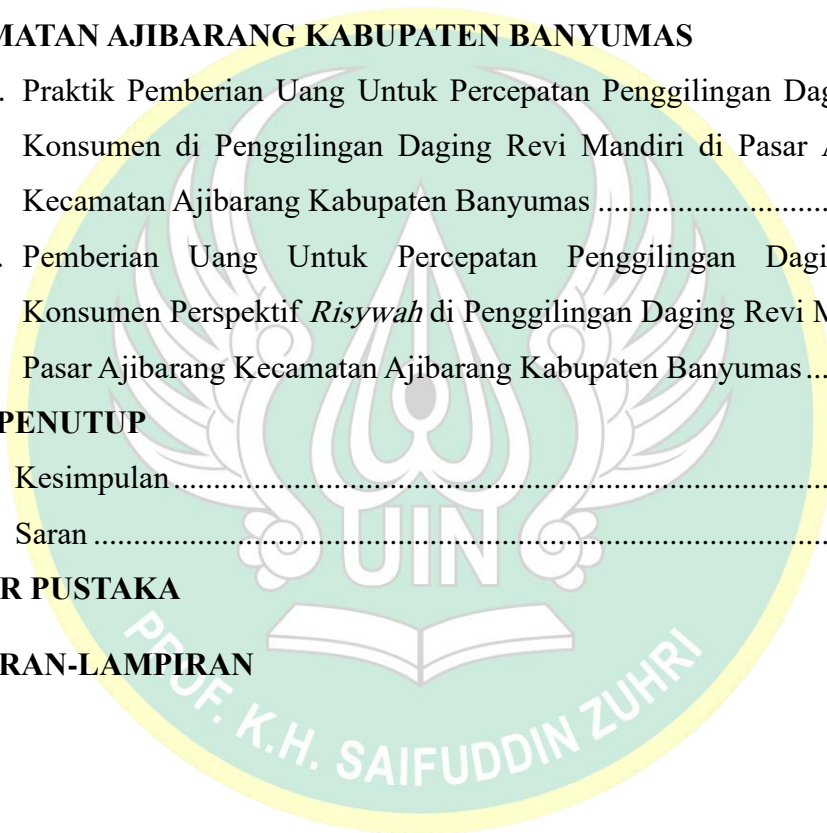 MATAN AJIBARANG KABUPATEN BANYUMAS
. Praktik Pemberian Uang Untuk Percepatan Penggilingan Dag
Konsumen di Penggilingan Daging Revi Mandiri di Pasar A
Kecamatan Ajibarang Kabupaten Banyumas ............................
. Pemberian Uang Untuk Percepatan Penggilingan Dagi
Konsumen Perspektif Risywah di Penggilingan Daging Revi M
Pasar Ajibarang Kecamatan Ajibarang Kabupaten Banyumas ...
PENUTUP
Kesimpulan ....................................................................................
Saran ..............................................................................................
R PUSTAKA
RAN-LAMPIRAN
UIN
PROF. K.H. SAIFUDDIN ZUHRI